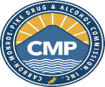 CARBON-MONROE-PIKE DRUG & ALCOHOL COMMISSION, INC.
CMP